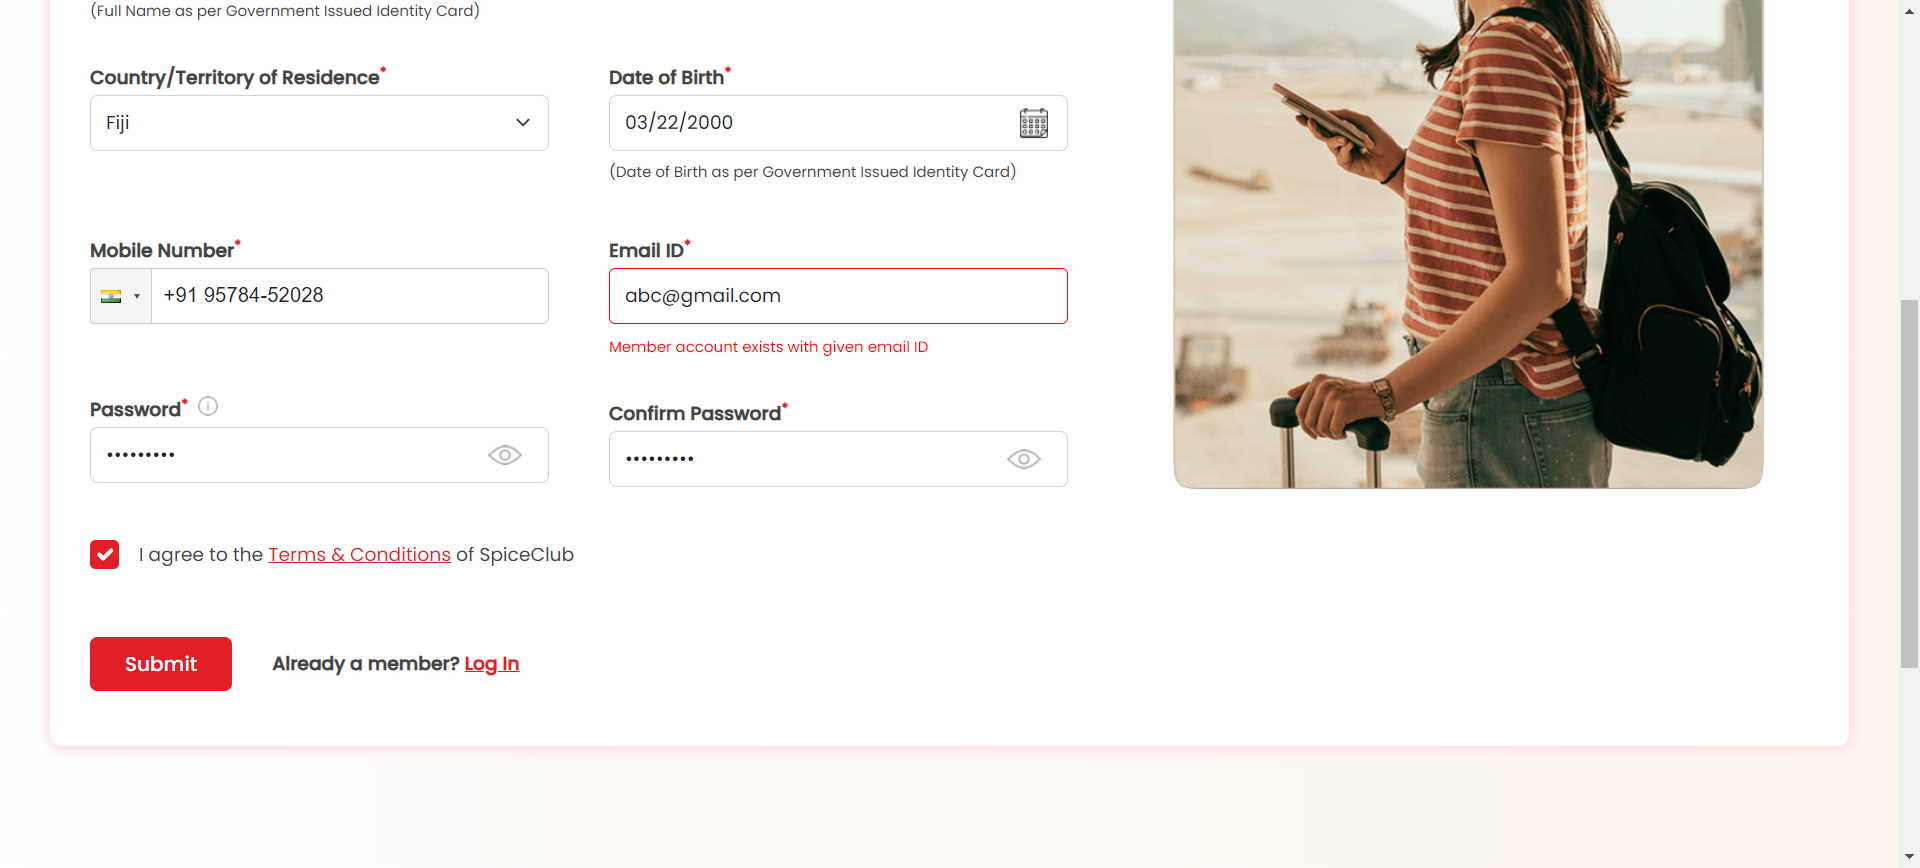 (Full Name as per Government Issued Identity Card)
Country/Territory of Residence*
Date of Birth*
Fiji
03/22/2000
(Date of Birth as per Government Issued Identity Card)
Mobile Number*
Email ID*
+91 95784-52028
abc@gmail.com
Member account exists with given email ID
Password*
Confirm Password*
•••••••••
•••••••••
I agree to the Terms & Conditions of SpiceClub
Submit
Already a member? Log In